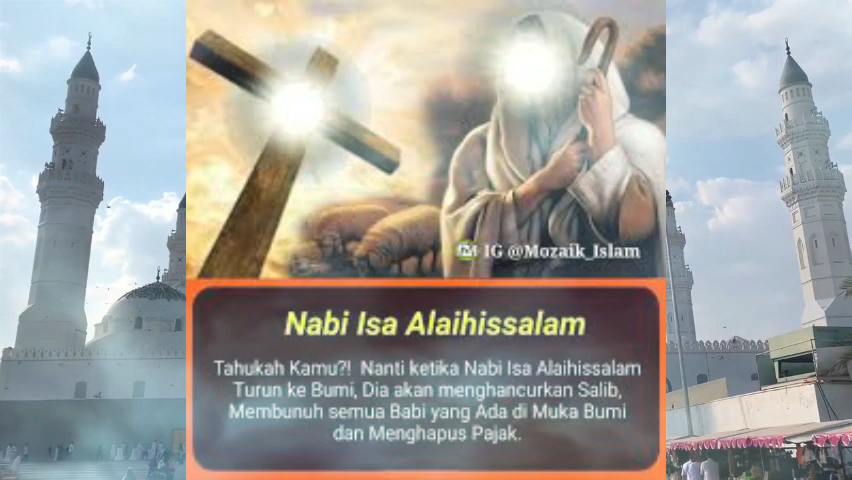 IG @Mozaik_Islam
Nabi Isa Alaihissalam
Tahukah Kamu?! Nanti ketika Nabi Isa Alaihissalam
Turun ke Bumi, Dia akan menghancurkan Salib,
Membunuh semua Babi yang Ada di Muka Bumi
dan Menghapus Pajak.